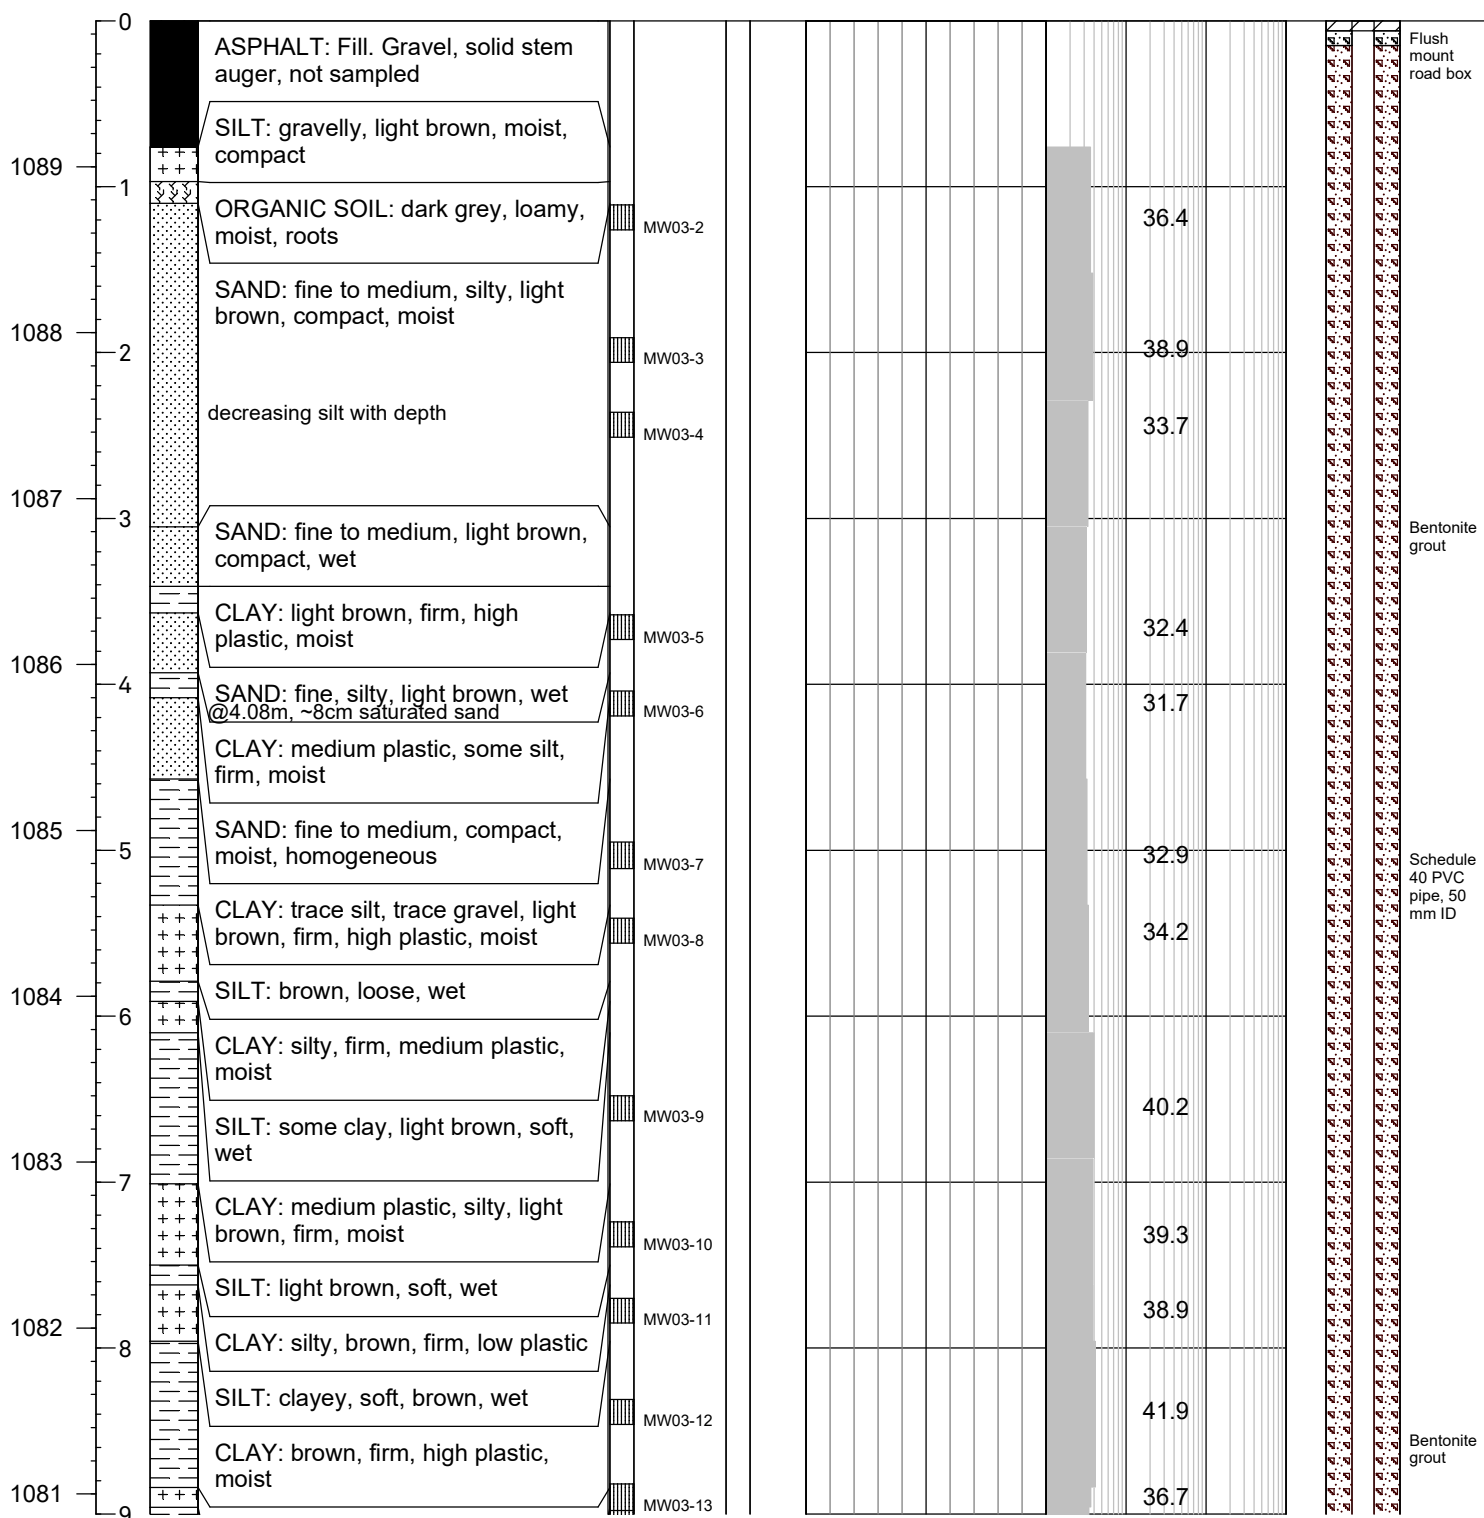 0
ASPHALT: Fill. Gravel, solid stem
auger, not sampled
Flush
mount
road box
SILT: gravelly, light brown, moist,
compact
1089
1
ORGANIC SOIL: dark grey, loamy,
moist, roots
MW03-2
36.4
SAND: fine to medium, silty, light
brown, compact, moist
1088
2
MW03-3
38.9
decreasing silt with depth
MW03-4
33.7
1087
3
SAND: fine to medium, light brown,
compact, wet
Bentonite
grout
CLAY: light brown, firm, high
plastic, moist
MW03-5
32.4
1086
4
SAND: fine, silty, light brown, wet
@4.08m, ~8cm saturated sand
MW03-6
31.7
CLAY: medium plastic, some silt,
firm, moist
1085
5
SAND: fine to medium, compact,
moist, homogeneous
MW03-7
32.9
Schedule
40 PVC
pipe, 50
mm ID
CLAY: trace silt, trace gravel, light
brown, firm, high plastic, moist
MW03-8
34.2
1084
SILT: brown, loose, wet
6
CLAY: silty, firm, medium plastic,
moist
MW03-9
40.2
SILT: some clay, light brown, soft,
wet
1083
7
CLAY: medium plastic, silty, light
brown, firm, moist
MW03-10
39.3
SILT: light brown, soft, wet
MW03-11
38.9
1082
8
CLAY: silty, brown, firm, low plastic
SILT: clayey, soft, brown, wet
MW03-12
41.9
CLAY: brown, firm, high plastic,
moist
Bentonite
grout
1081
MW03-13
36.7
9